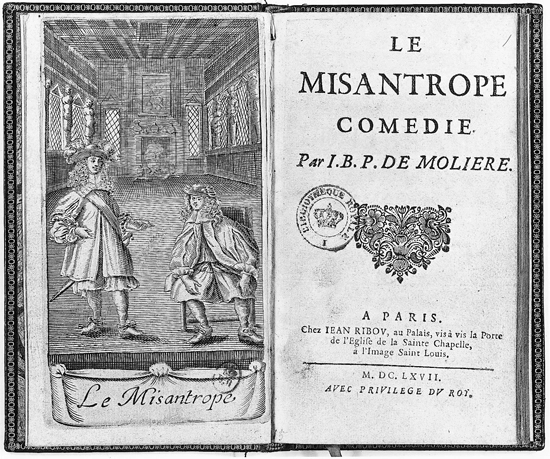 Le Misantrope
LE
MISANTROPE
COMEDIE.
Par I. B. P. DE MOLIERE.
BIBLIOTHEQUE
A PARIS.
Chez IEAN RIBOV, au Palais, vis à vis la Porte
de l'Eglise de la Sainte Chapelle,
à l'Image Saint Louis.
M. DC. LXVII.
AVEC PRIVILEGE DV ROY.